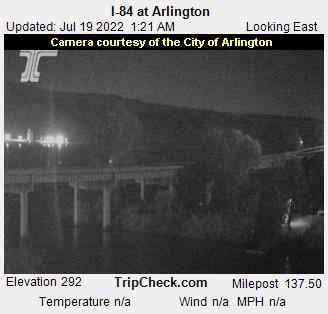 I-84 at Arlington
Updated: Jul 19 2022 1:21 AM Looking East
Camera courtesy of the City of Arlington
Elevation 292 TripCheck.com Milepost 137.50
Temperature n/a Wind n/a MPH n/a